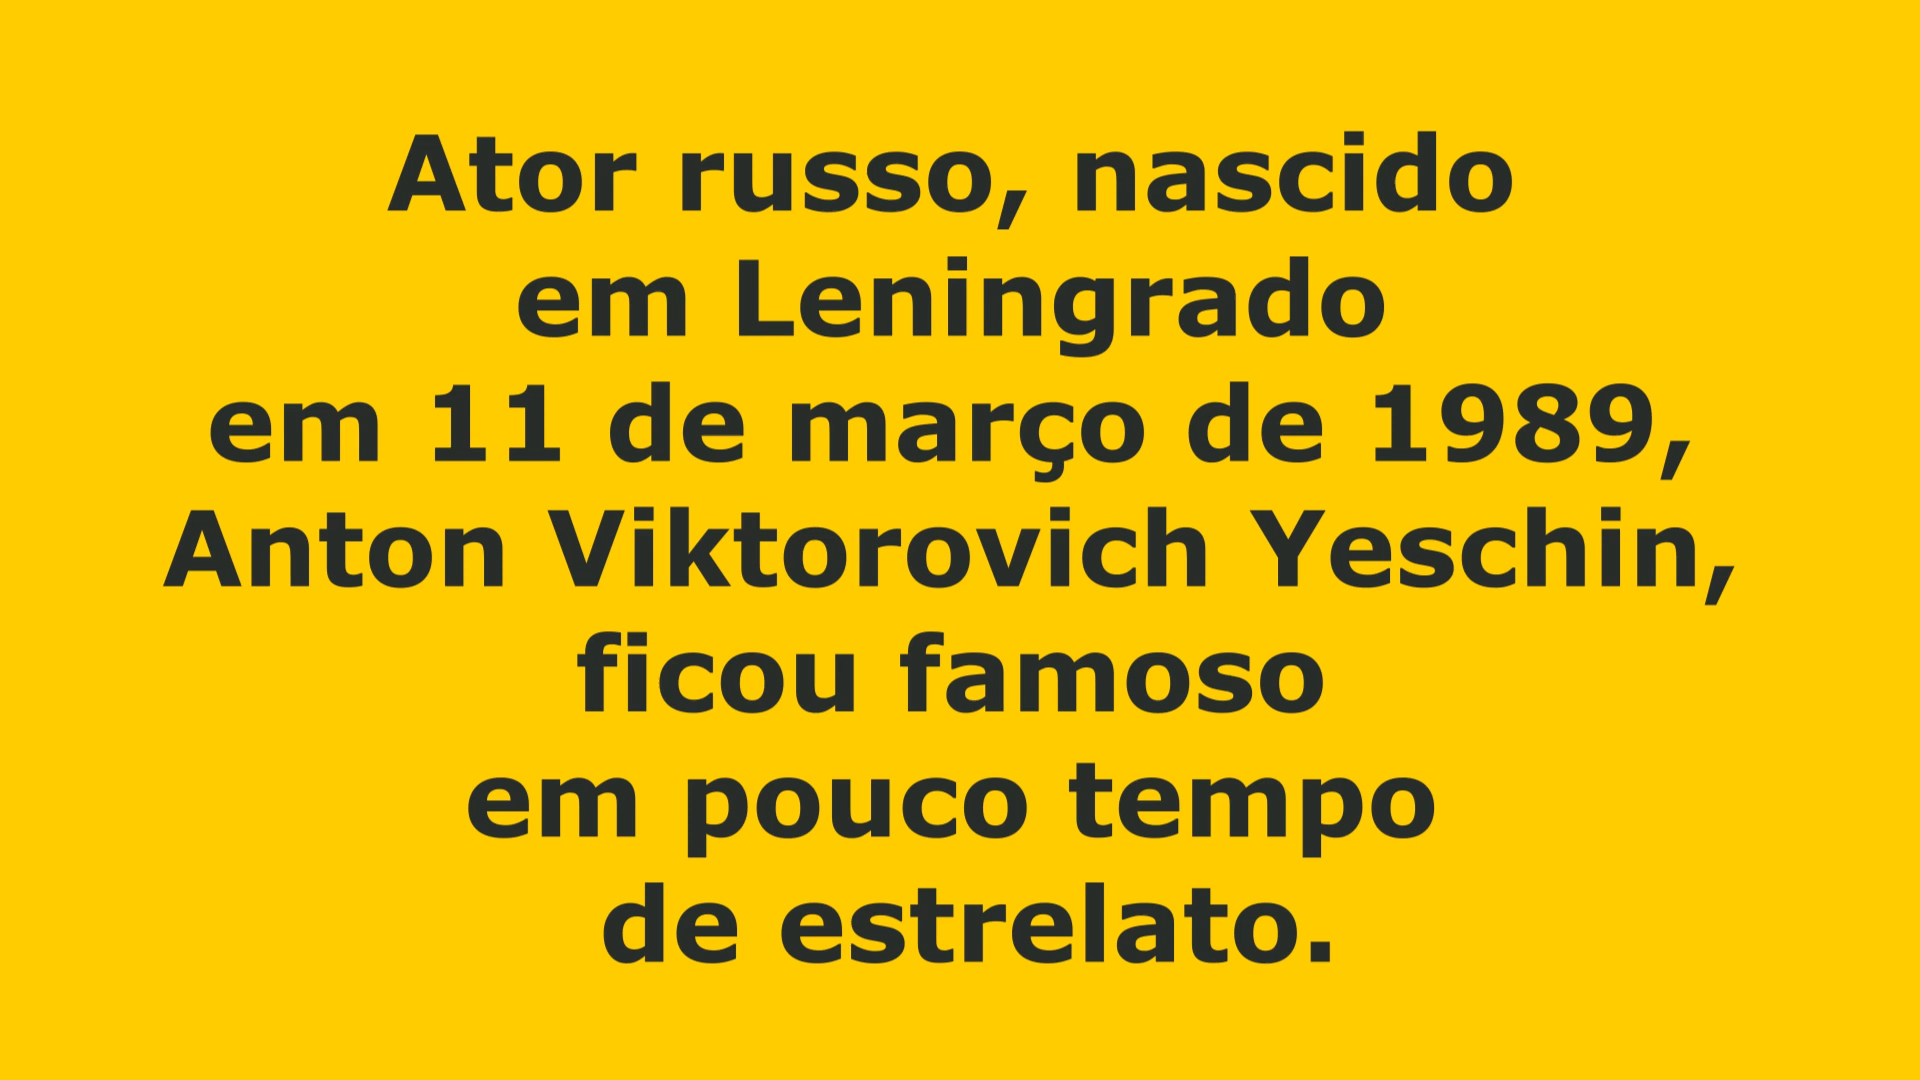 Ator russo, nascido
em Leningrado
em 11 de março de 1989,
Anton Viktorovich Yeschin,
ficou famoso
em pouco tempo
de estrelato.